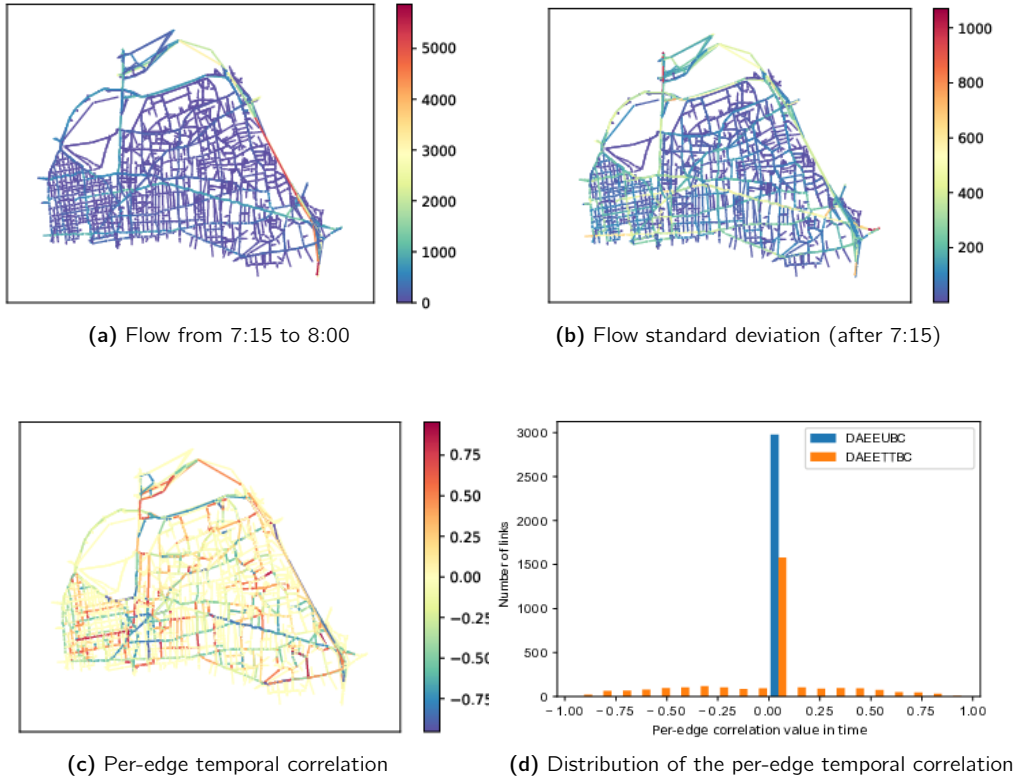 5000
4000
3000
2000
1000
0
(a) Flow from 7:15 to 8:00
1000
800
600
400
200
(b) Flow standard deviation (after 7:15)
0.75
0.50
0.25
0.00
−0.25
−0.50
−0.75
(c) Per-edge temporal correlation
DAEEUBC
DAEETTBC
Number of links
3000
2500
2000
1500
1000
500
0
−1.00 −0.75 −0.50 −0.25 0.00 0.25 0.50 0.75 1.00
Per-edge correlation value in time
(d) Distribution of the per-edge temporal correlation